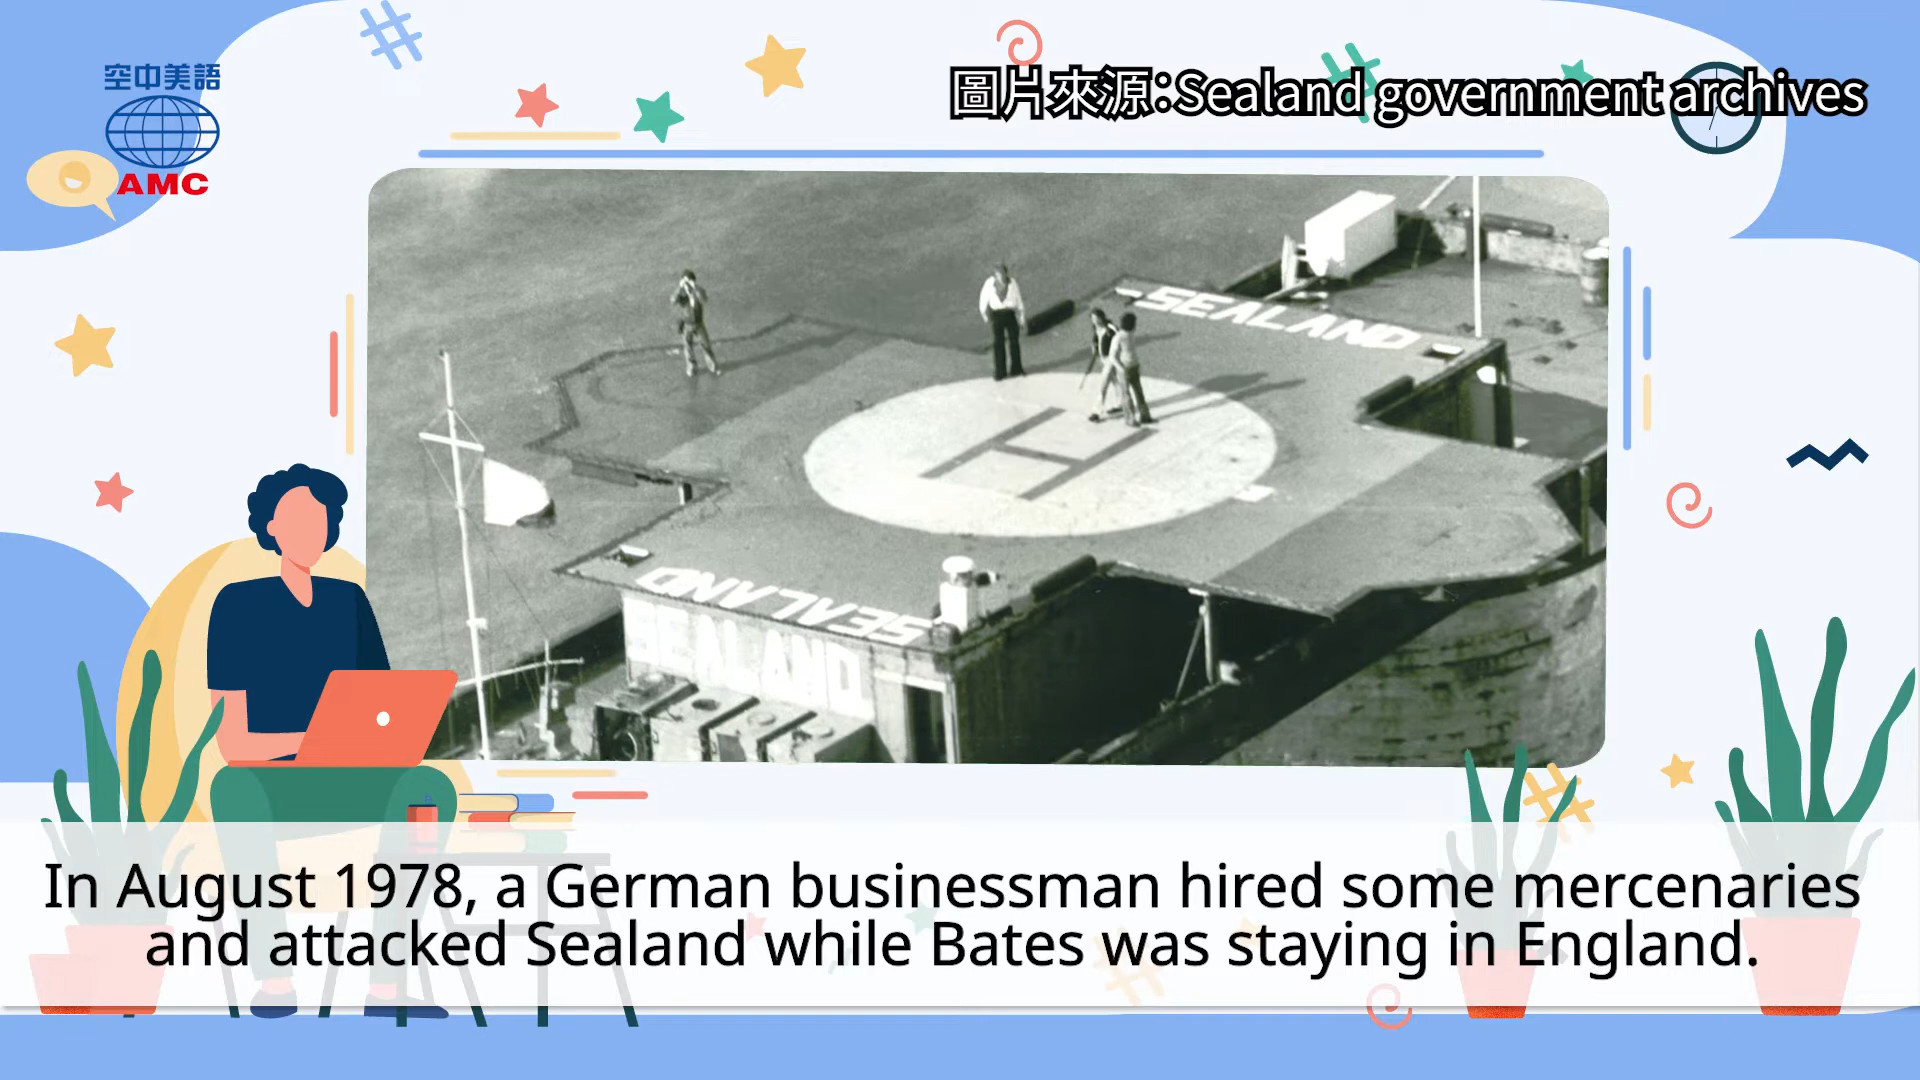 空中美語
AMC
圖片來源:Sealand government archives
SEALAND
H
SEALAND
SEALAND
In August 1978, a German businessman hired some mercenaries
and attacked Sealand while Bates was staying in England.